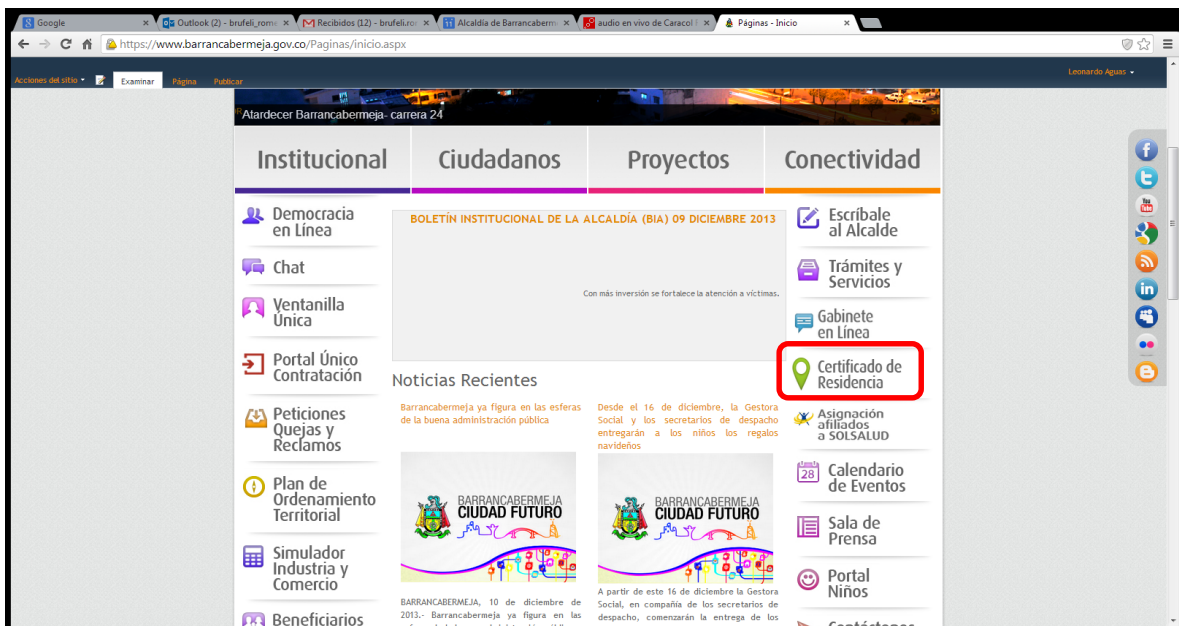 Google
Outlook (2) - brufeli_rome
Recibidos (12) - brufeli.ro
Alcaldía de Barrancaberm
audio en vivo de Caracol
Páginas - Inicio
https://www.barrancabermeja.gov.co/Paginas/inicio.aspx
Acciones del sitio
Examinar
Página
Publicar
Leonardo Aguas
Atardecer Barrancabermeja- carrera 24
Institucional
Ciudadanos
Proyectos
Conectividad
Democracia
en Línea
Chat
Ventanilla
Única
Portal Único
Contratación
Peticiones
Quejas y
Reclamos
Plan de
Ordenamiento
Territorial
Simulador
Industria y
Comercio
Beneficiarios
BOLETÍN INSTITUCIONAL DE LA ALCALDÍA (BIA) 09 DICIEMBRE 2013
Con más inversión se fortalece la atención a víctimas.
Noticias Recientes
Barrancabermeja ya figura en las esferas
de la buena administración pública
BARRANCABERMEJA
CIUDAD FUTURO
BARRANCABERMEJA, 10 de diciembre de
2013.- Barrancabermeja ya figura en las
Desde el 16 de diciembre, la Gestora
Social y los secretarios de despacho
entregarán a los niños los regalos
navideños
BARRANCABERMEJA
CIUDAD FUTURO
A partir de este 16 de diciembre la Gestora
Social, en compañía de los secretarios de
despacho, comenzarán la entrega de los
Escríbale
al Alcalde
Trámites y
Servicios
Gabinete
en Línea
Certificado de
Residencia
Asignación
afiliados
a SOLSALUD
28
Calendario
de Eventos
Sala de
Prensa
Portal
Niños
Contáctenos
You
Tube